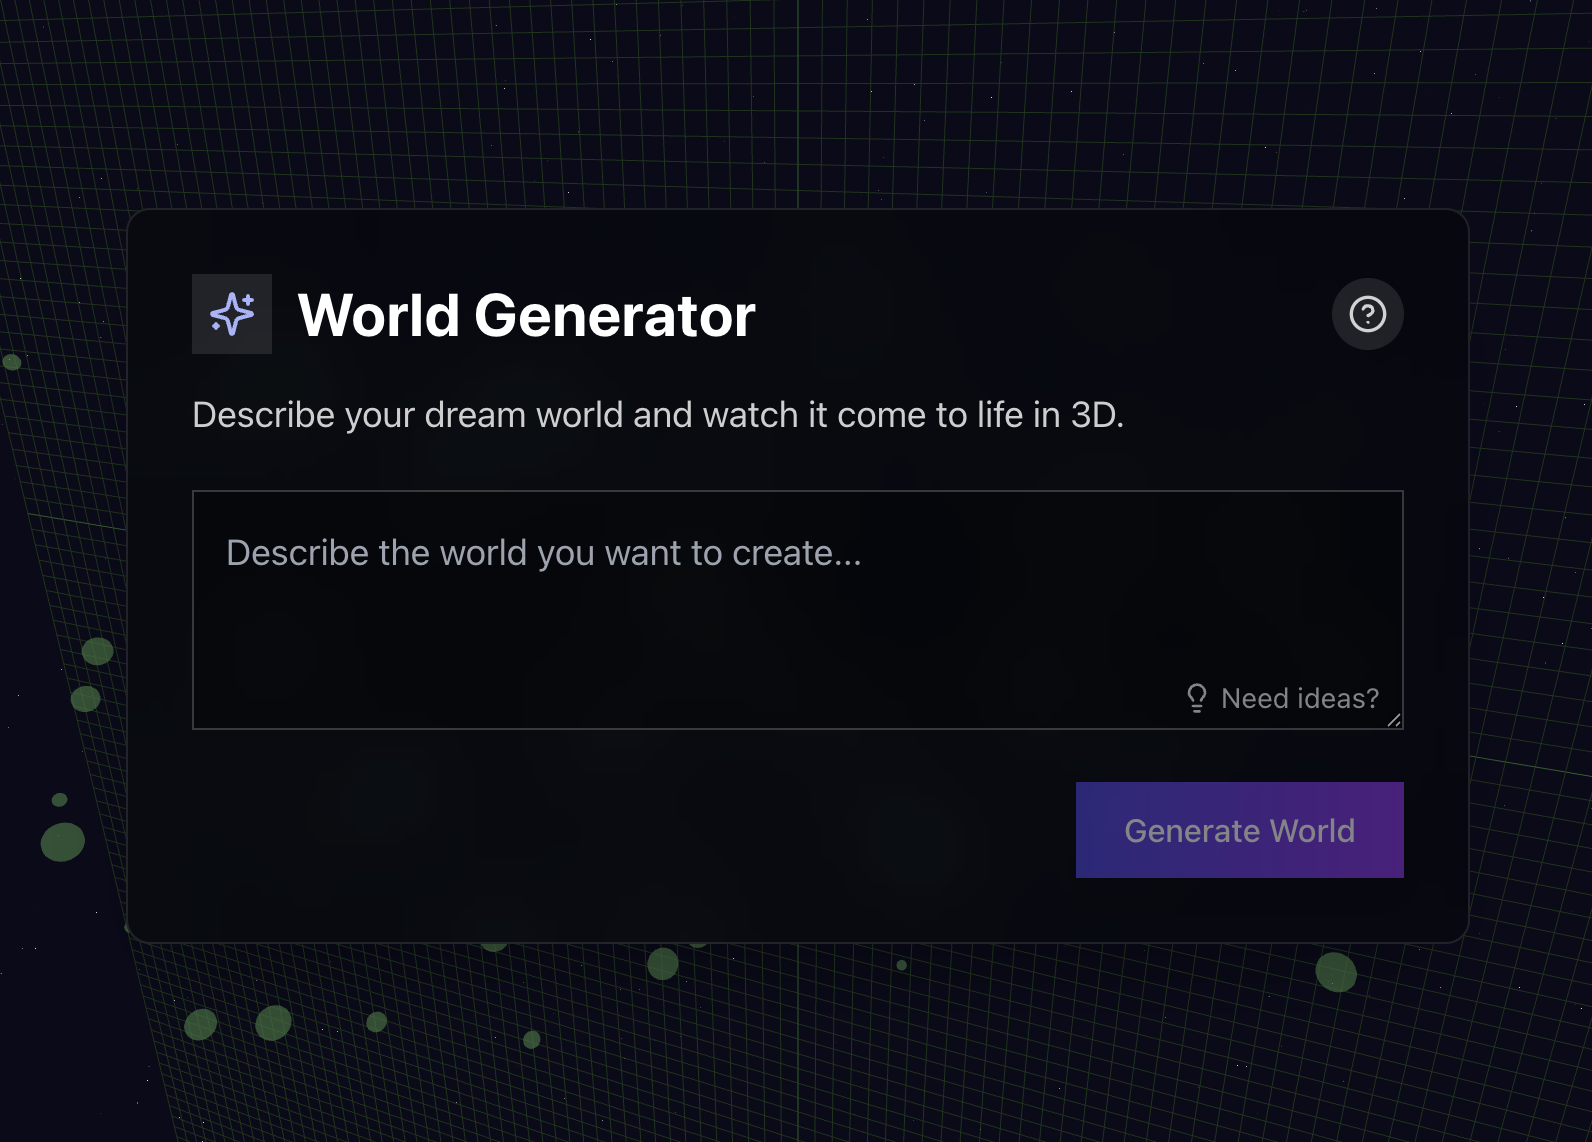 World Generator
Describe your dream world and watch it come to life in 3D.
Describe the world you want to create...
Need ideas?
Generate World